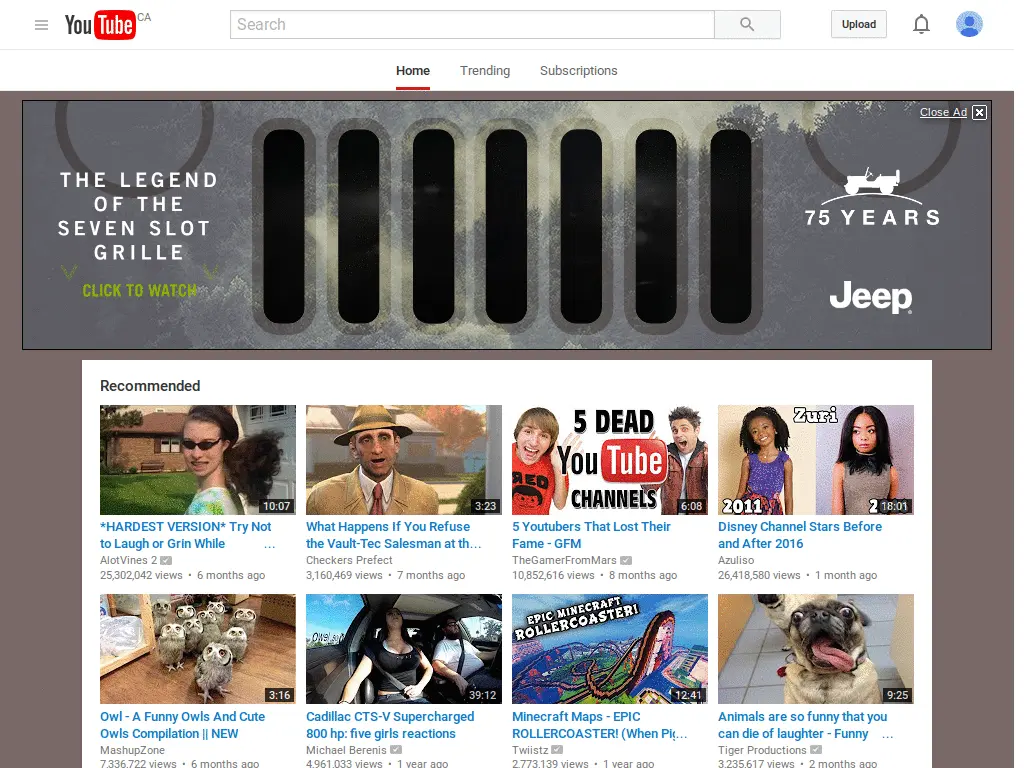 YouTube CA
Search
Upload
Home
Trending
Subscriptions
Close Ad
THE LEGEND
OF THE
SEVEN SLOT
GRILLE
CLICK TO WATCH
75 YEARS
Jeep
Recommended
10:07
*HARDEST VERSION* Try Not
to Laugh or Grin While ...
AlotVines 2
25,302,042 views • 6 months ago
3:23
What Happens If You Refuse
the Vault-Tec Salesman at th...
Checkers Prefect
3,160,469 views • 7 months ago
5 DEAD
YouTube
CHANNELS
RED
6:08
5 Youtubers That Lost Their
Fame - GFM
TheGamerFromMars
10,852,616 views • 8 months ago
Zuri
2011
18:01
Disney Channel Stars Before
and After 2016
Azuliso
26,418,580 views • 1 month ago
3:16
Owl - A Funny Owls And Cute
Owls Compilation || NEW
MashupZone
7,336,722 views • 6 months ago
39:12
Cadillac CTS-V Supercharged
800 hp: five girls reactions
Michael Berenis
4,961,033 views • 1 year ago
EPIC MINECRAFT
ROLLERCOASTER!
12:41
Minecraft Maps - EPIC
ROLLERCOASTER! (When Pig...
Twiistz
2,773,139 views • 1 year ago
9:25
Animals are so funny that you
can die of laughter - Funny ...
Tiger Productions
3,235,617 views • 2 months ago